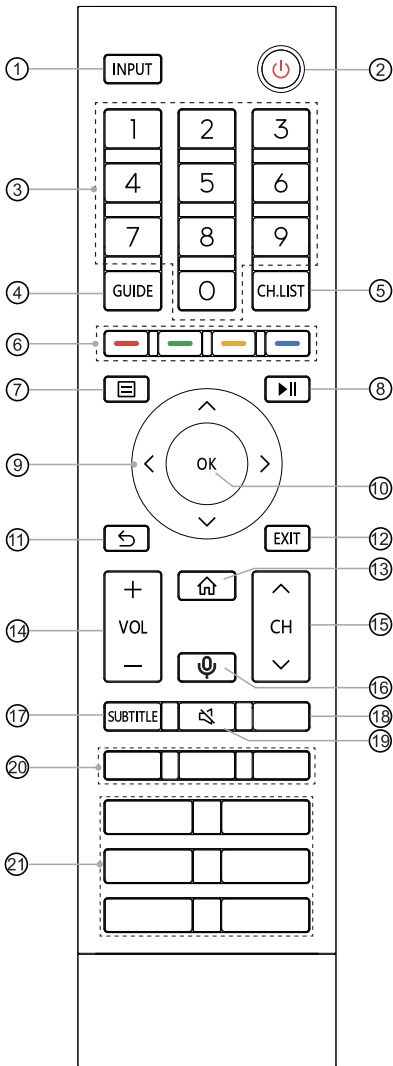 ① INPUT ②
1 2 3
③ 4 5 6
7 8 9
④ GUIDE 0 CH.LIST ⑤
⑥
⑦ ⑧
⑨ OK
⑩
⑪ EXIT ⑫
⑬
+
⑭ VOL CH ⑮
—
⑯
⑰ SUBTITLE ⑱
⑲
⑳
㉑